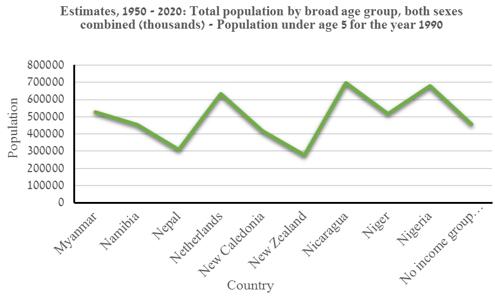 Estimates, 1950 - 2020: Total population by broad age group, both sexes
combined (thousands) - Population under age 5 for the year 1990
Population
800000
700000
600000
500000
400000
300000
200000
100000
0
Myanmar
Namibia
Nepal
Netherlands
New Caledonia
New Zealand
Nicaragua
Niger
Nigeria
No income group...
Country